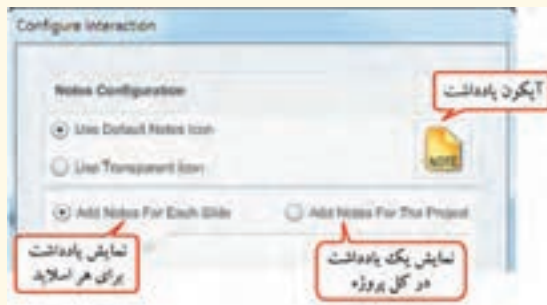 Configure Interaction
Notes Configuration
آیکون یادداشت
Use Default Notes Icon
Use Transparent Icon
NOTE
Add Notes For Each Slide
Add Notes For The Project
نمایش یادداشت
برای هر اسلاید
نمایش یک یادداشت
در کل پروژه